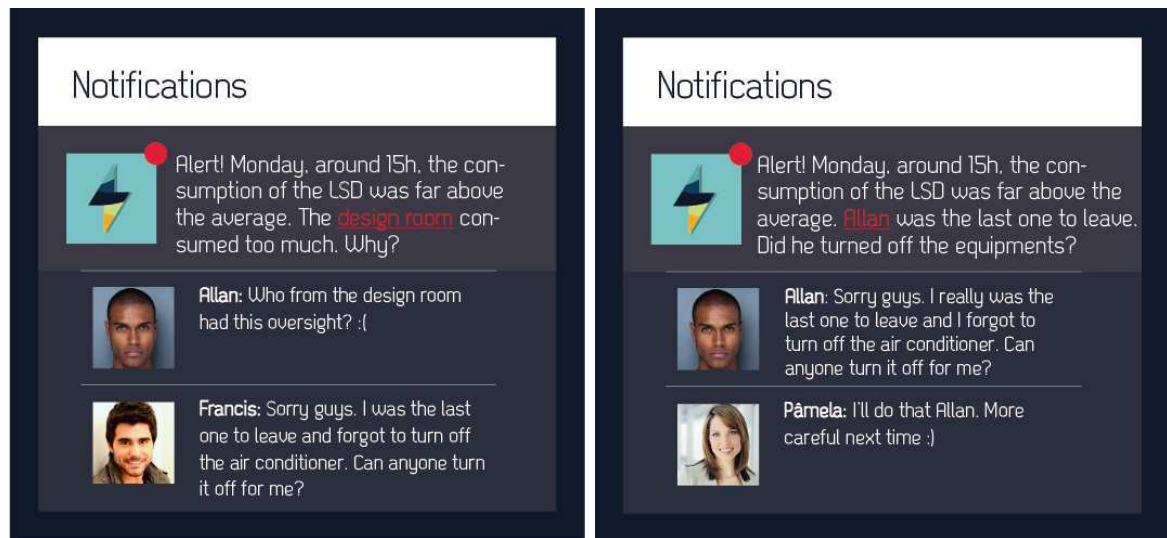 Notifications
Alert! Monday, around 15h, the con-
sumption of the LSD was far above
the average. The design room con-
sumed too much. Why?
Allan: Who from the design room
had this oversight? :(
Francis: Sorry guys. I was the last
one to leave and forgot to turn off
the air conditioner. Can anyone turn
it off for me?
Notifications
Alert! Monday, around 15h, the con-
sumption of the LSD was far above the
average. Allan was the last one to leave.
Did he turned off the equipments?
Allan: Sorry guys. I really was the
last one to leave and I forgot to
turn off the air conditioner. Can
anyone turn it off for me?
Pâmela: I'll do that Allan. More
careful next time :)